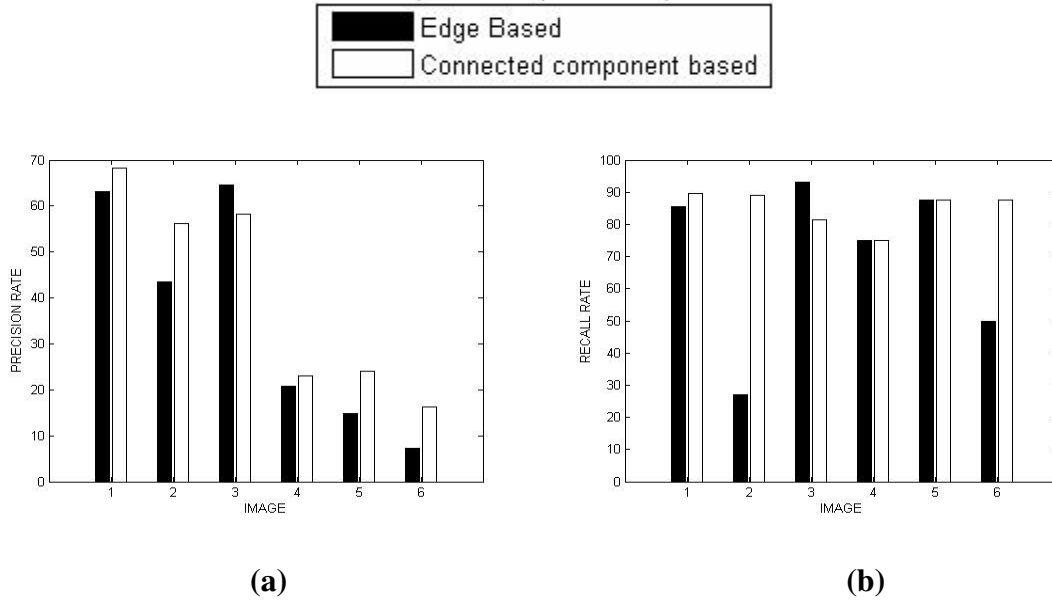 Edge Based
Connected component based
70
60
50
40
30
20
10
0
PRECISION RATE
1 2 3 4 5 6
IMAGE
(a)
100
90
80
70
60
50
40
30
20
10
0
RECALL RATE
1 2 3 4 5 6
IMAGE
(b)